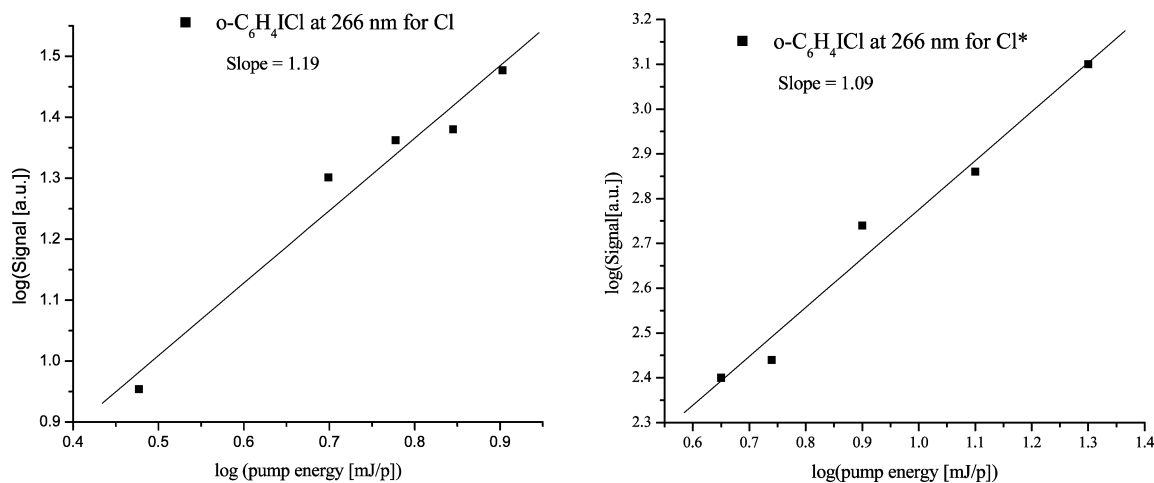 o-C6H4ICl at 266 nm for Cl
Slope = 1.19
1.5
1.4
1.3
1.2
1.1
1.0
0.9
log(Signal [a.u.])
0.4 0.5 0.6 0.7 0.8 0.9
log (pump energy [mJ/p])
o-C6H4ICl at 266 nm for Cl*
Slope = 1.09
3.2
3.1
3.0
2.9
2.8
2.7
2.6
2.5
2.4
2.3
log(Signal[a.u.])
0.6 0.7 0.8 0.9 1.0 1.1 1.2 1.3 1.4
log(pump energy [mJ/p])